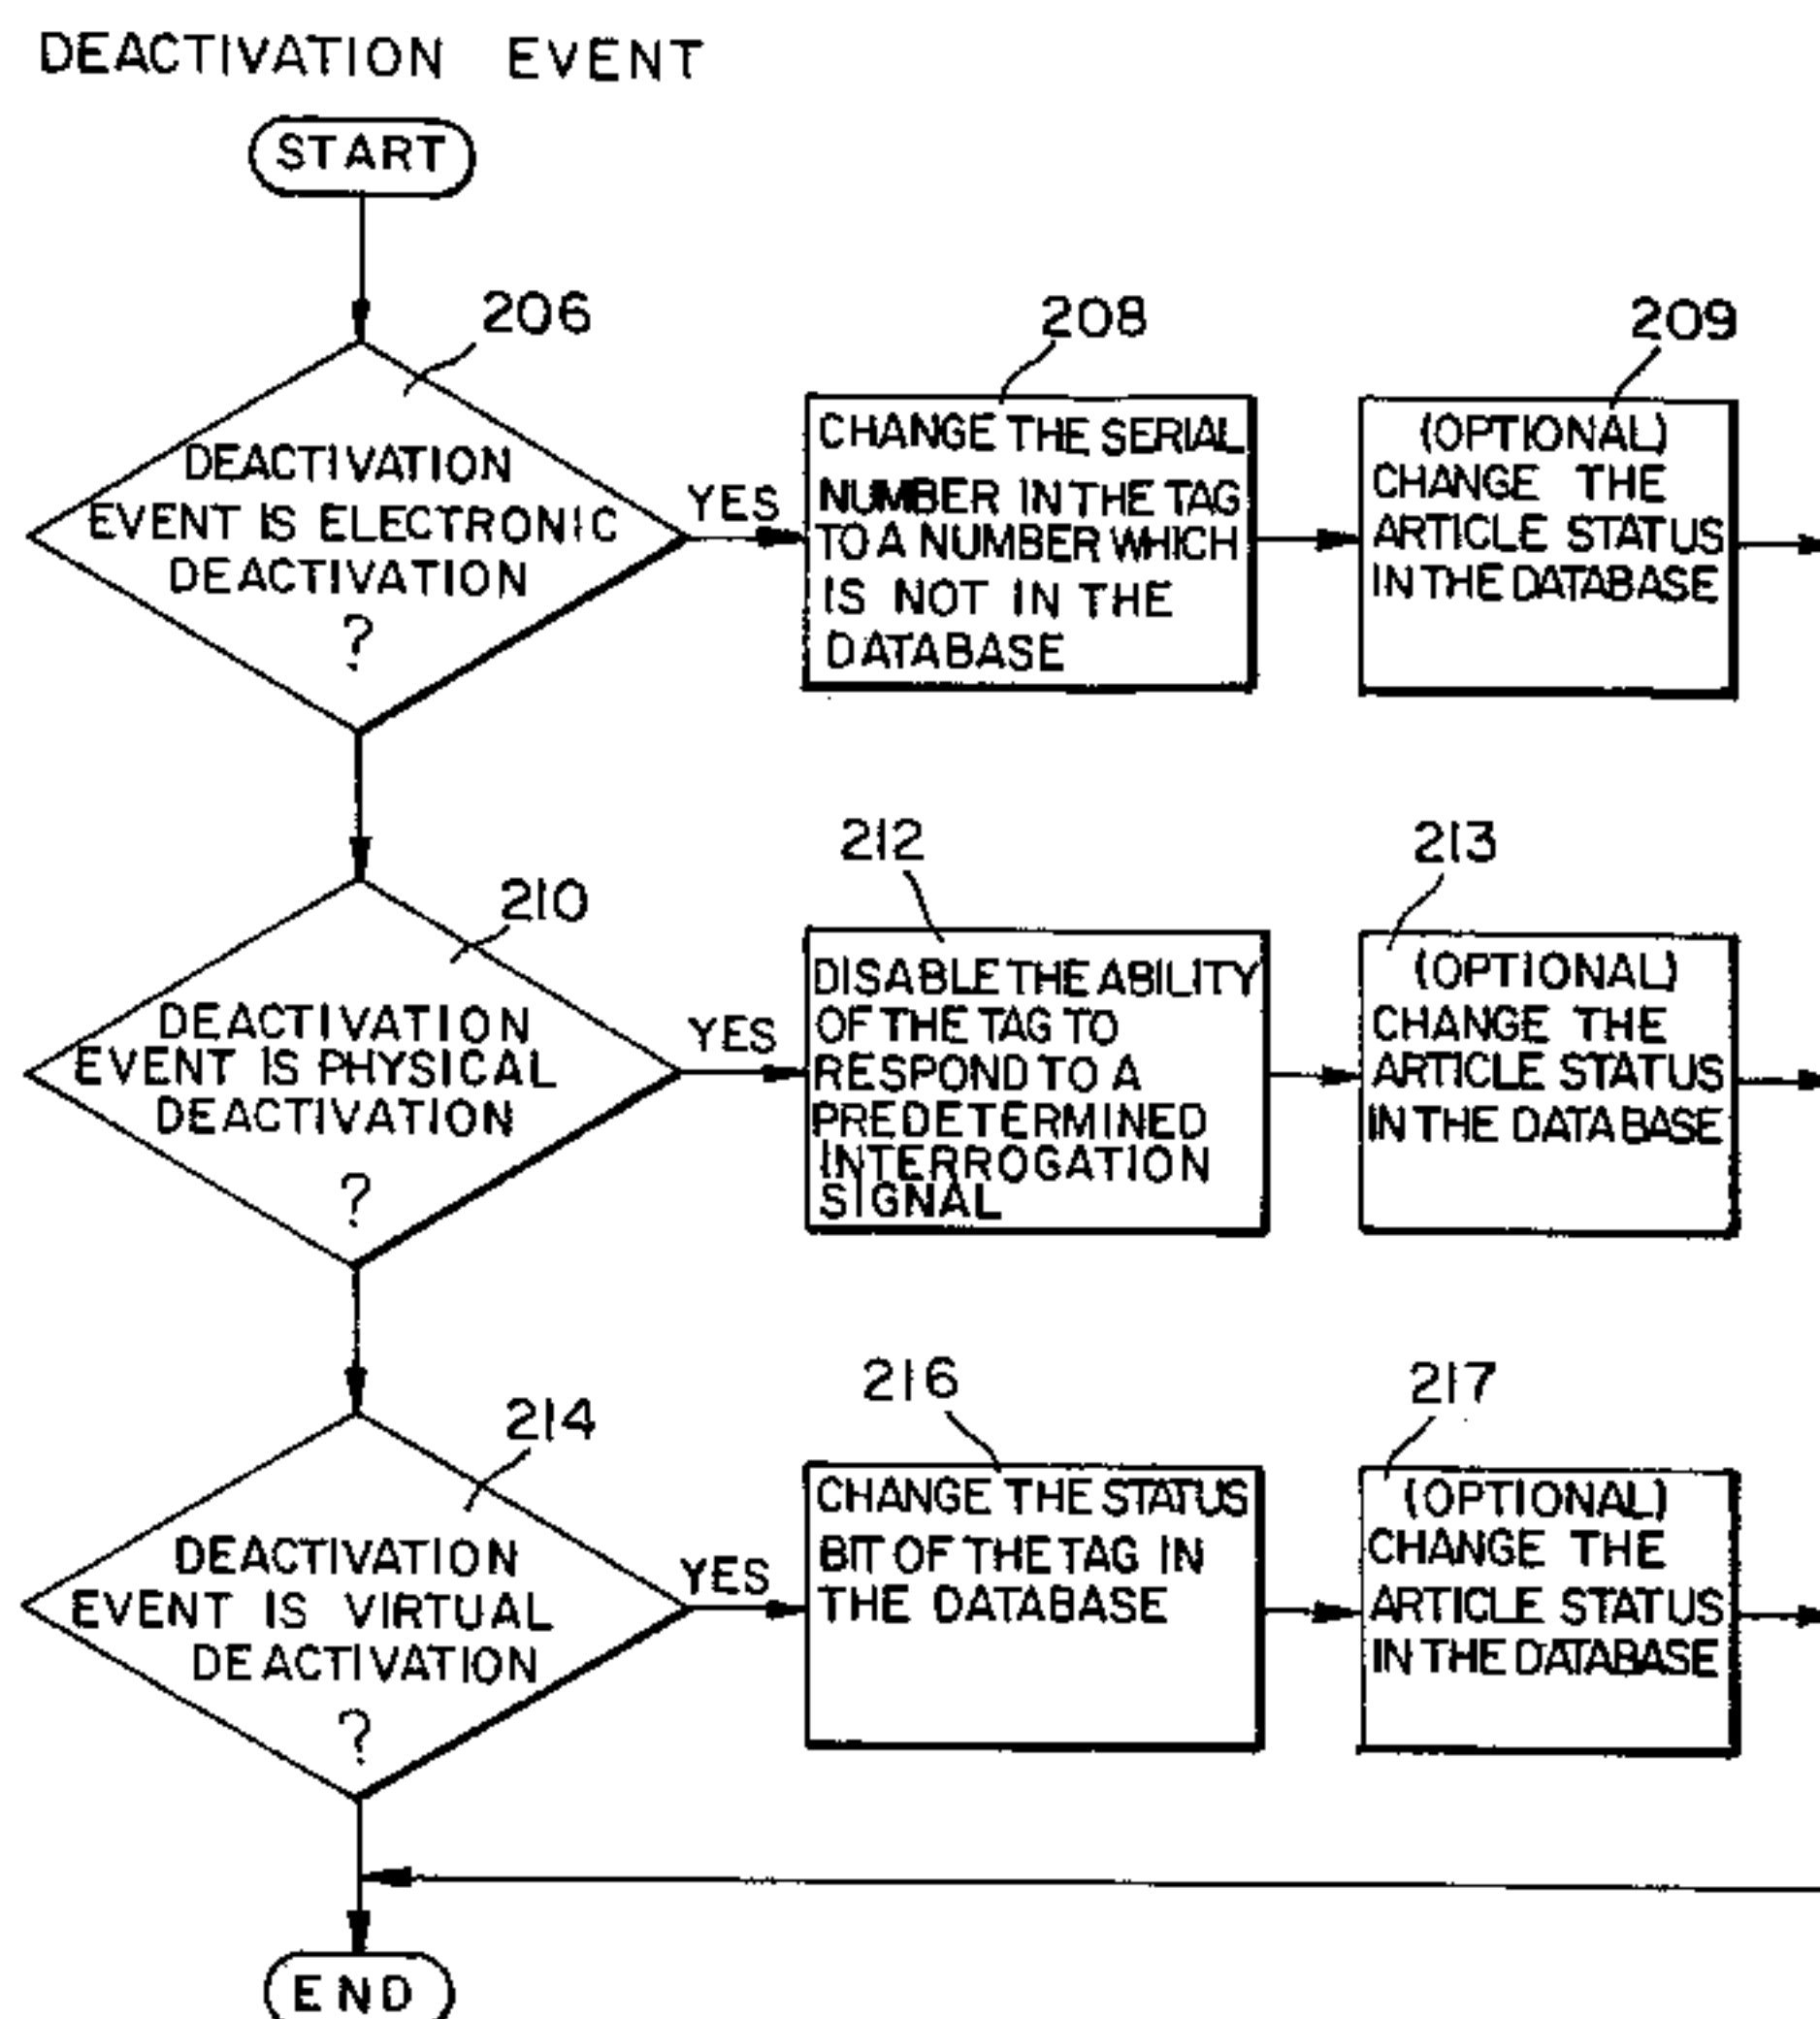 DEACTIVATION EVENT
START
206
DEACTIVATION
EVENT IS ELECTRONIC
DEACTIVATION
?
YES
208
CHANGE THE SERIAL
NUMBER IN THE TAG
TO A NUMBER WHICH
IS NOT IN THE
DATABASE
209
(OPTIONAL)
CHANGE THE
ARTICLE STATUS
IN THE DATABASE
210
DEACTIVATION
EVENT IS PHYSICAL
DEACTIVATION
?
YES
212
DISABLE THE ABILITY
OF THE TAG TO
RESPOND TO A
PREDETERMINED
INTERROGATION
SIGNAL
213
(OPTIONAL)
CHANGE THE
ARTICLE STATUS
IN THE DATABASE
214
DEACTIVATION
EVENT IS VIRTUAL
DEACTIVATION
?
YES
216
CHANGE THE STATUS
BIT OF THE TAG IN
THE DATABASE
217
(OPTIONAL)
CHANGE THE
ARTICLE STATUS
IN THE DATABASE
END